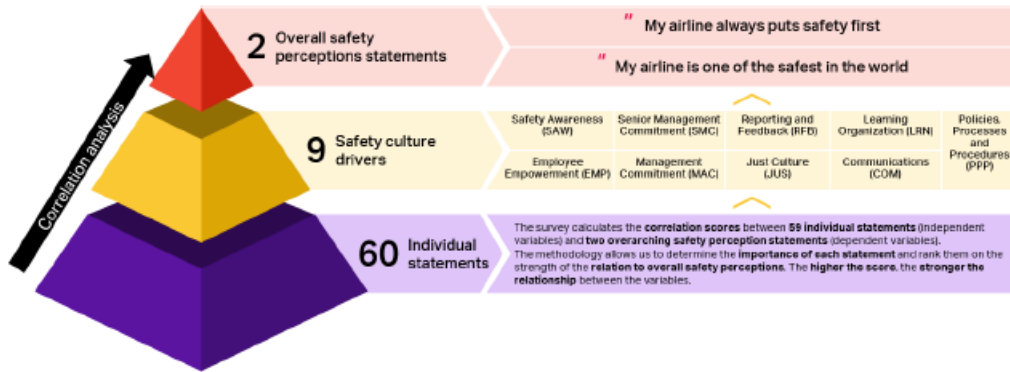 Correlation analysis
2 Overall safety
perceptions statements
" My airline always puts safety first
" My airline is one of the safest in the world
9 Safety culture
drivers
Safety Awareness
(SAW)
Senior Management
Commitment (SMC)
Reporting and
Feedback (RFB)
Learning
Organization (LRN)
Policies,
Processes
and
Procedures
(PPP)
Employee
Empowerment (EMP)
Management
Commitment (MAC)
Just Culture
(JUS)
Communications
(COM)
60 Individual
statements
The survey calculates the correlation scores between 59 individual statements (independent
variables) and two overarching safety perception statements (dependent variables).
The methodology allows us to determine the importance of each statement and rank them on the
strength of the relation to overall safety perceptions. The higher the score, the stronger the
relationship between the variables.